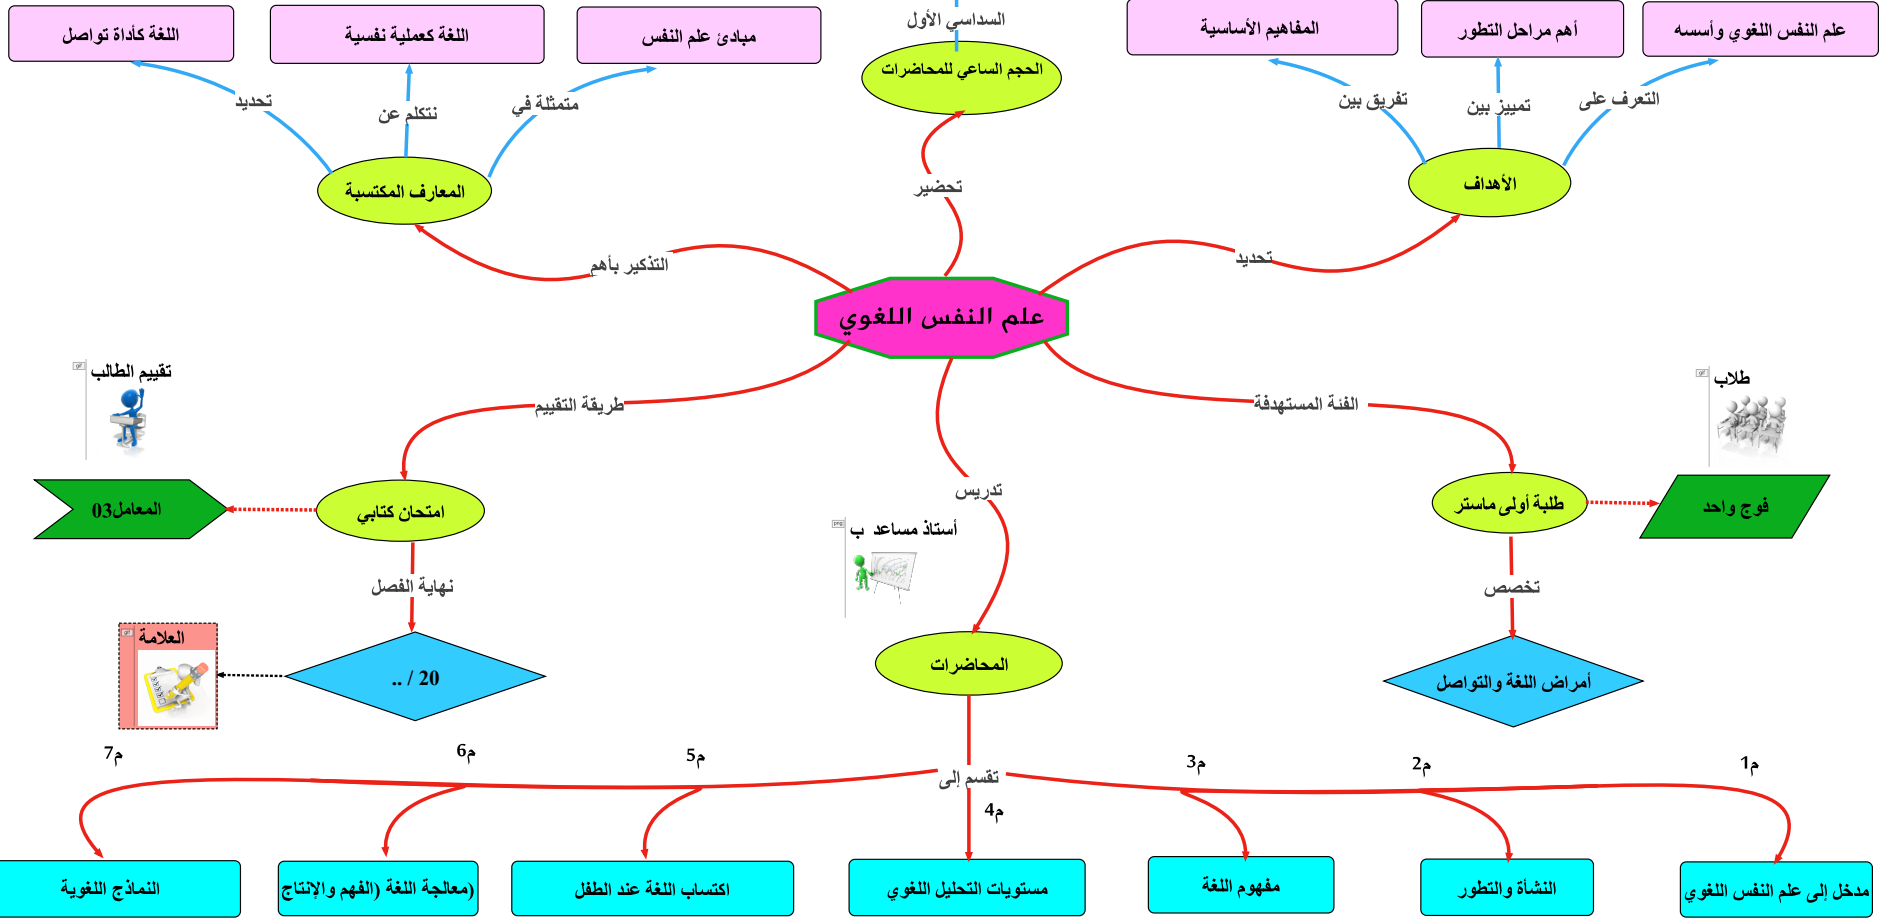 علم النفس اللغوي وأسسه
أهم مراحل التطور
المفاهيم الأساسية
السداسي الأول
مبادئ علم النفس
اللغة كعملية نفسية
اللغة كأداة تواصل
الحجم الساعي للمحاضرات
التعرف على
تمييز بين
تفريق بين
متمثلة في
نتكلم عن
تحديد
الأهداف
تحضير
المعارف المكتسبة
تحديد
التذكير بأهم
علم النفس اللغوي
طلاب
تقييم الطالب
الفئة المستهدفة
طريقة التقييم
تدريس
طلبة أولى ماستر
فوج واحد
امتحان كتابي
المعامل03
أستاذ مساعد ب
تخصص
نهاية الفصل
العلامة
المحاضرات
أمراض اللغة والتواصل
.. / 20
تقسم إلى
م1
م2
م3
م4
م5
م6
م7
مدخل إلى علم النفس اللغوي
النشأة والتطور
مفهوم اللغة
مستويات التحليل اللغوي
اكتساب اللغة عند الطفل
(معالجة اللغة (الفهم والإنتاج
النماذج اللغوية